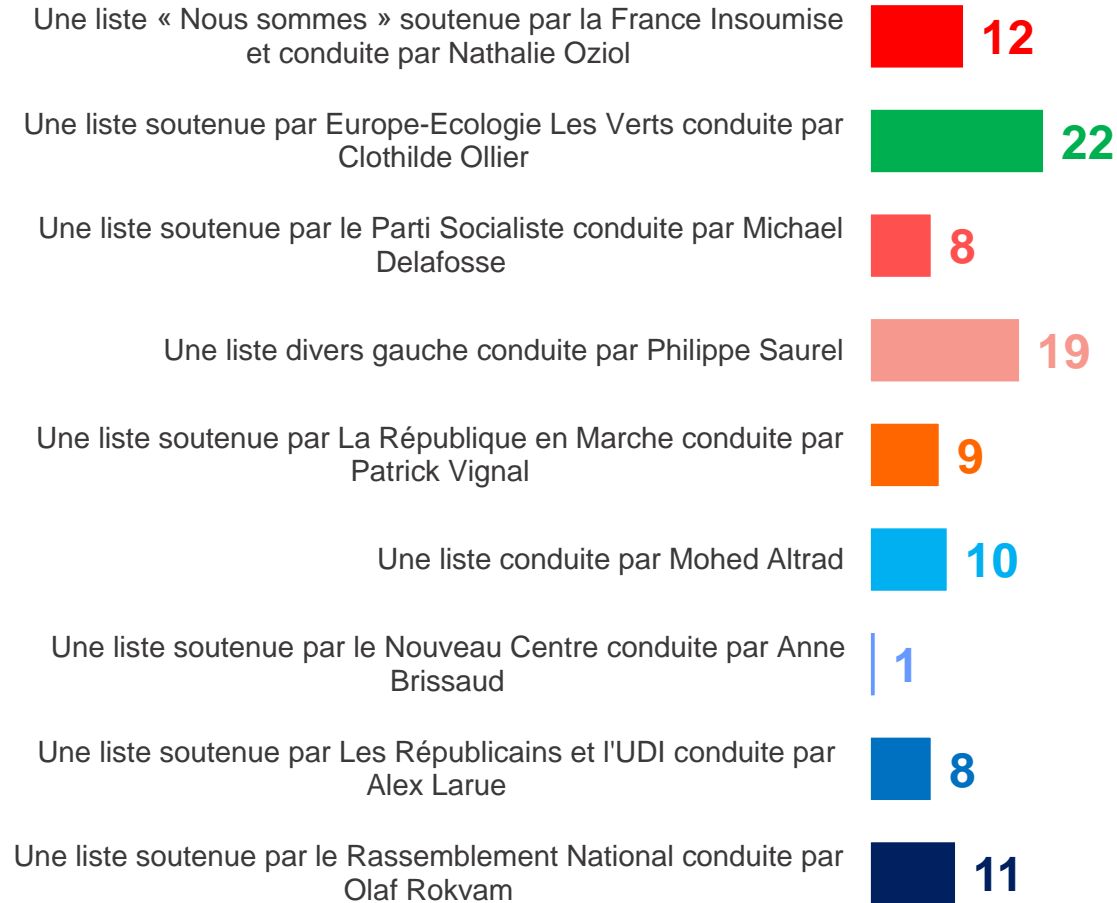 Une liste « Nous sommes » soutenue par la France Insoumise
et conduite par Nathalie Oziol
12
Une liste soutenue par Europe-Ecologie Les Verts conduite par
Clothilde Ollier
22
Une liste soutenue par le Parti Socialiste conduite par Michael
Delafosse
8
Une liste divers gauche conduite par Philippe Saurel
19
Une liste soutenue par La République en Marche conduite par
Patrick Vignal
9
Une liste conduite par Mohed Altrad
10
Une liste soutenue par le Nouveau Centre conduite par Anne
Brissaud
1
Une liste soutenue par Les Républicains et l'UDI conduite par
Alex Larue
8
Une liste soutenue par le Rassemblement National conduite par
Olaf Rokvam
11